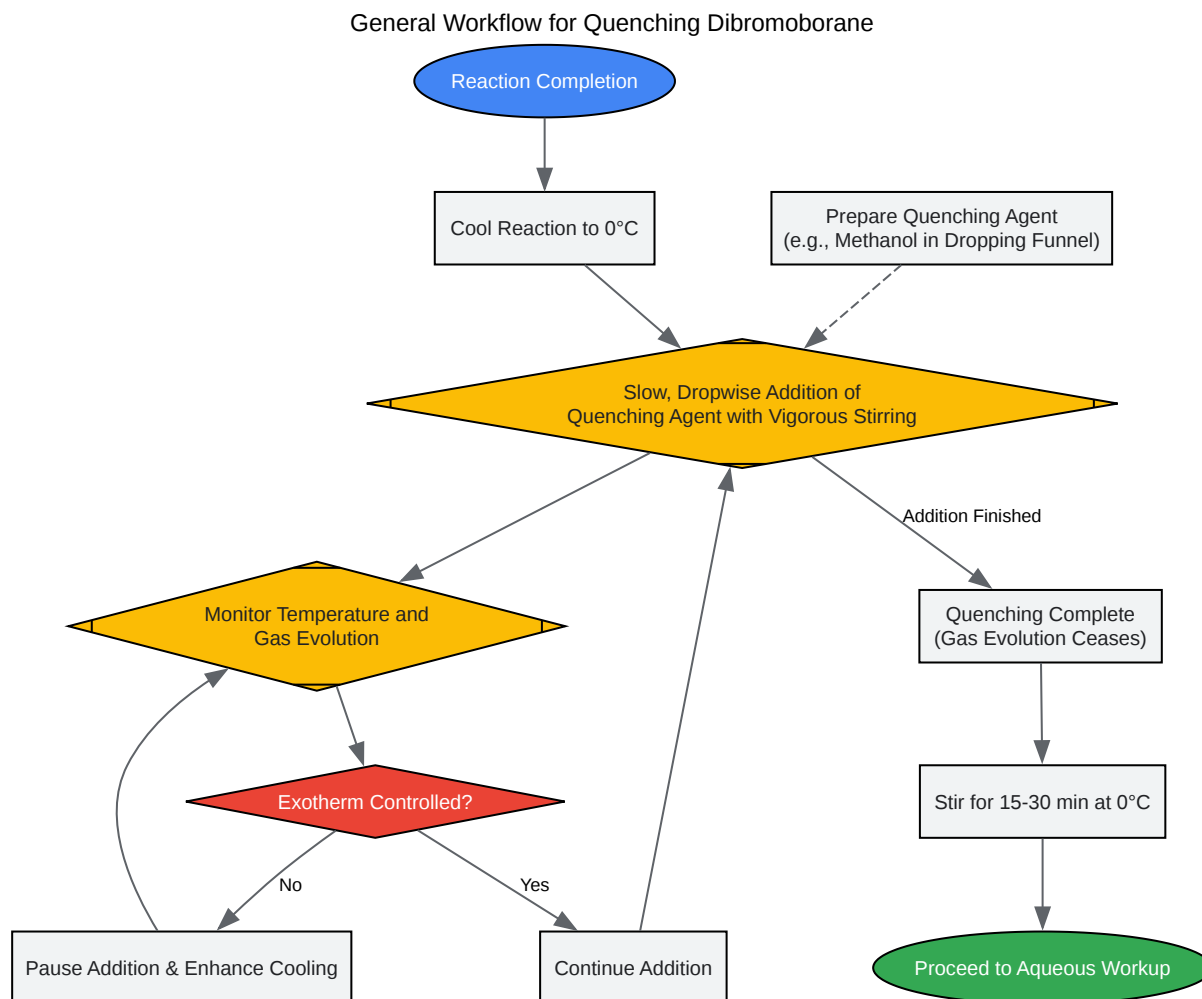 General Workflow for Quenching Dibromoborane
Reaction Completion
Cool Reaction to 0°C
Prepare Quenching Agent
(e.g., Methanol in Dropping Funnel)
Slow, Dropwise Addition of
Quenching Agent with Vigorous Stirring
Addition Finished
Monitor Temperature and
Gas Evolution
Quenching Complete
(Gas Evolution Ceases)
Exotherm Controlled?
Stir for 15-30 min at 0°C
No
Yes
Pause Addition & Enhance Cooling
Continue Addition
Proceed to Aqueous Workup